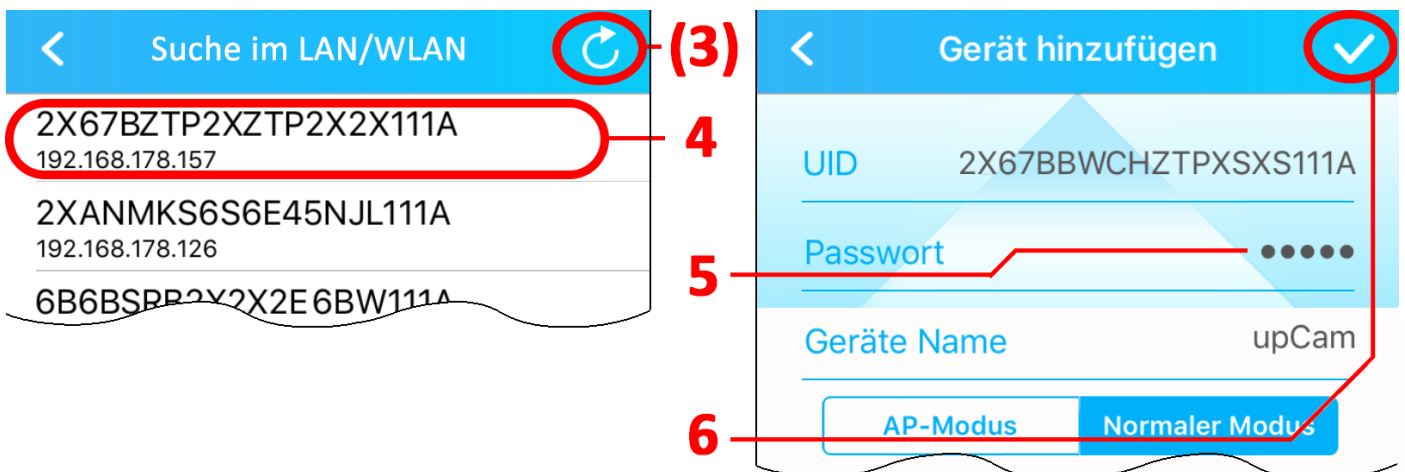 Suche im LAN/WLAN
(3)
2X67BZTP2XZTP2X2X111A
192.168.178.157
4
2XANMKS6S6E45NJL111A
192.168.178.126
6B6BSRB2X2X2E6BW111A
Gerät hinzufügen
UID 2X67BBWCHZTPXSXS111A
Passwort •••••
5
Geräte Name upCam
AP-Modus Normaler Modus
6